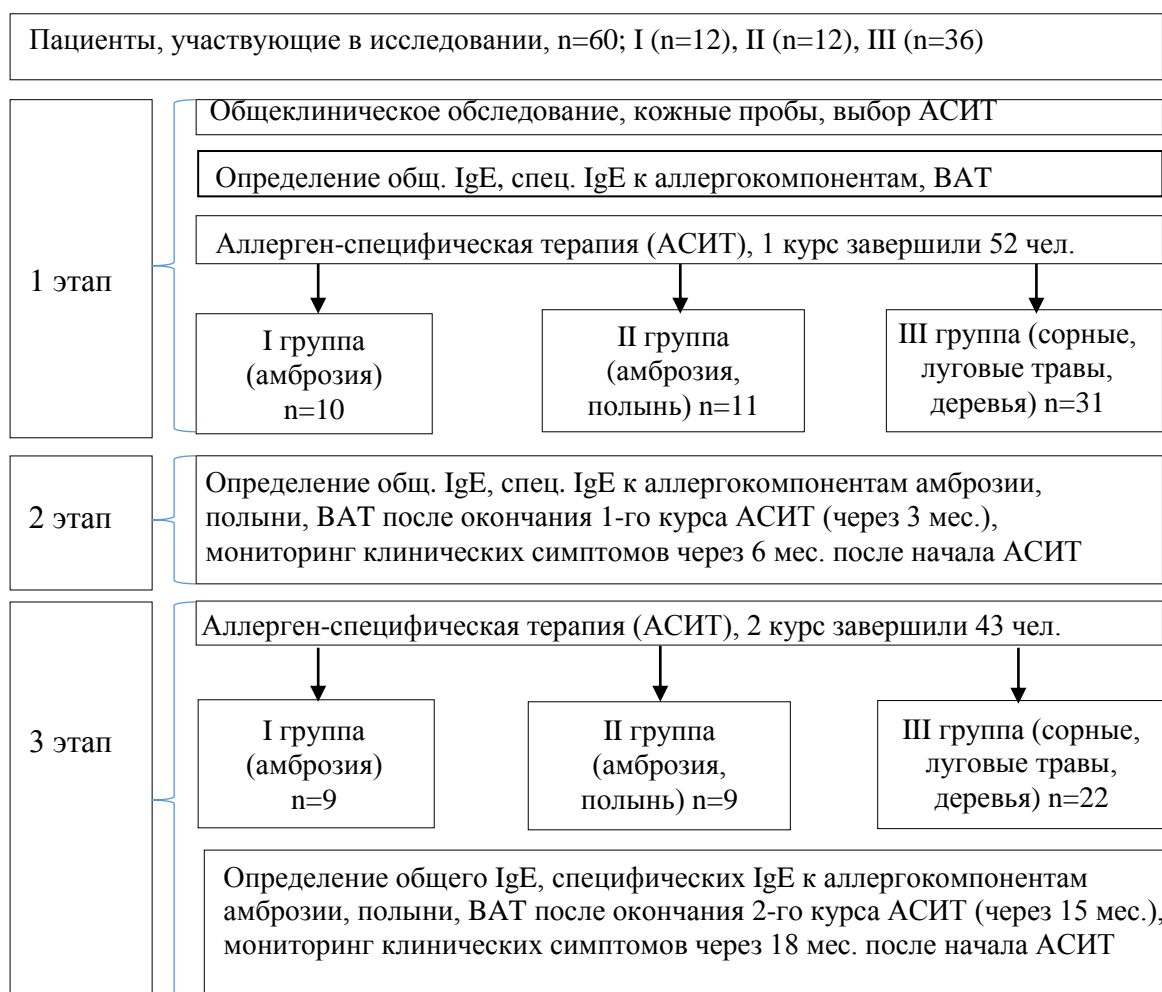 Пациенты, участвующие в исследовании, n=60; I (n=12), II (n=12), III (n=36)
1 этап
Общеклиническое обследование, кожные пробы, выбор АСИТ
Определение общ. IgE, спец. IgE к аллергокомпонентам, ВАТ
Аллерген-специфическая терапия (АСИТ), 1 курс завершили 52 чел.
I группа
(амброзия)
n=10
II группа
(амброзия,
полынь) n=11
III группа (сорные,
луговые травы,
деревья) n=31
2 этап
Определение общ. IgE, спец. IgE к аллергокомпонентам амброзии,
полыни, ВАТ после окончания 1-го курса АСИТ (через 3 мес.),
мониторинг клинических симптомов через 6 мес. после начала АСИТ
3 этап
Аллерген-специфическая терапия (АСИТ), 2 курс завершили 43 чел.
I группа
(амброзия)
n=9
II группа
(амброзия,
полынь) n=9
III группа (сорные,
луговые травы,
деревья) n=22
Определение общего IgE, специфических IgE к аллергокомпонентам
амброзии, полыни, ВАТ после окончания 2-го курса АСИТ (через 15 мес.),
мониторинг клинических симптомов через 18 мес. после начала АСИТ